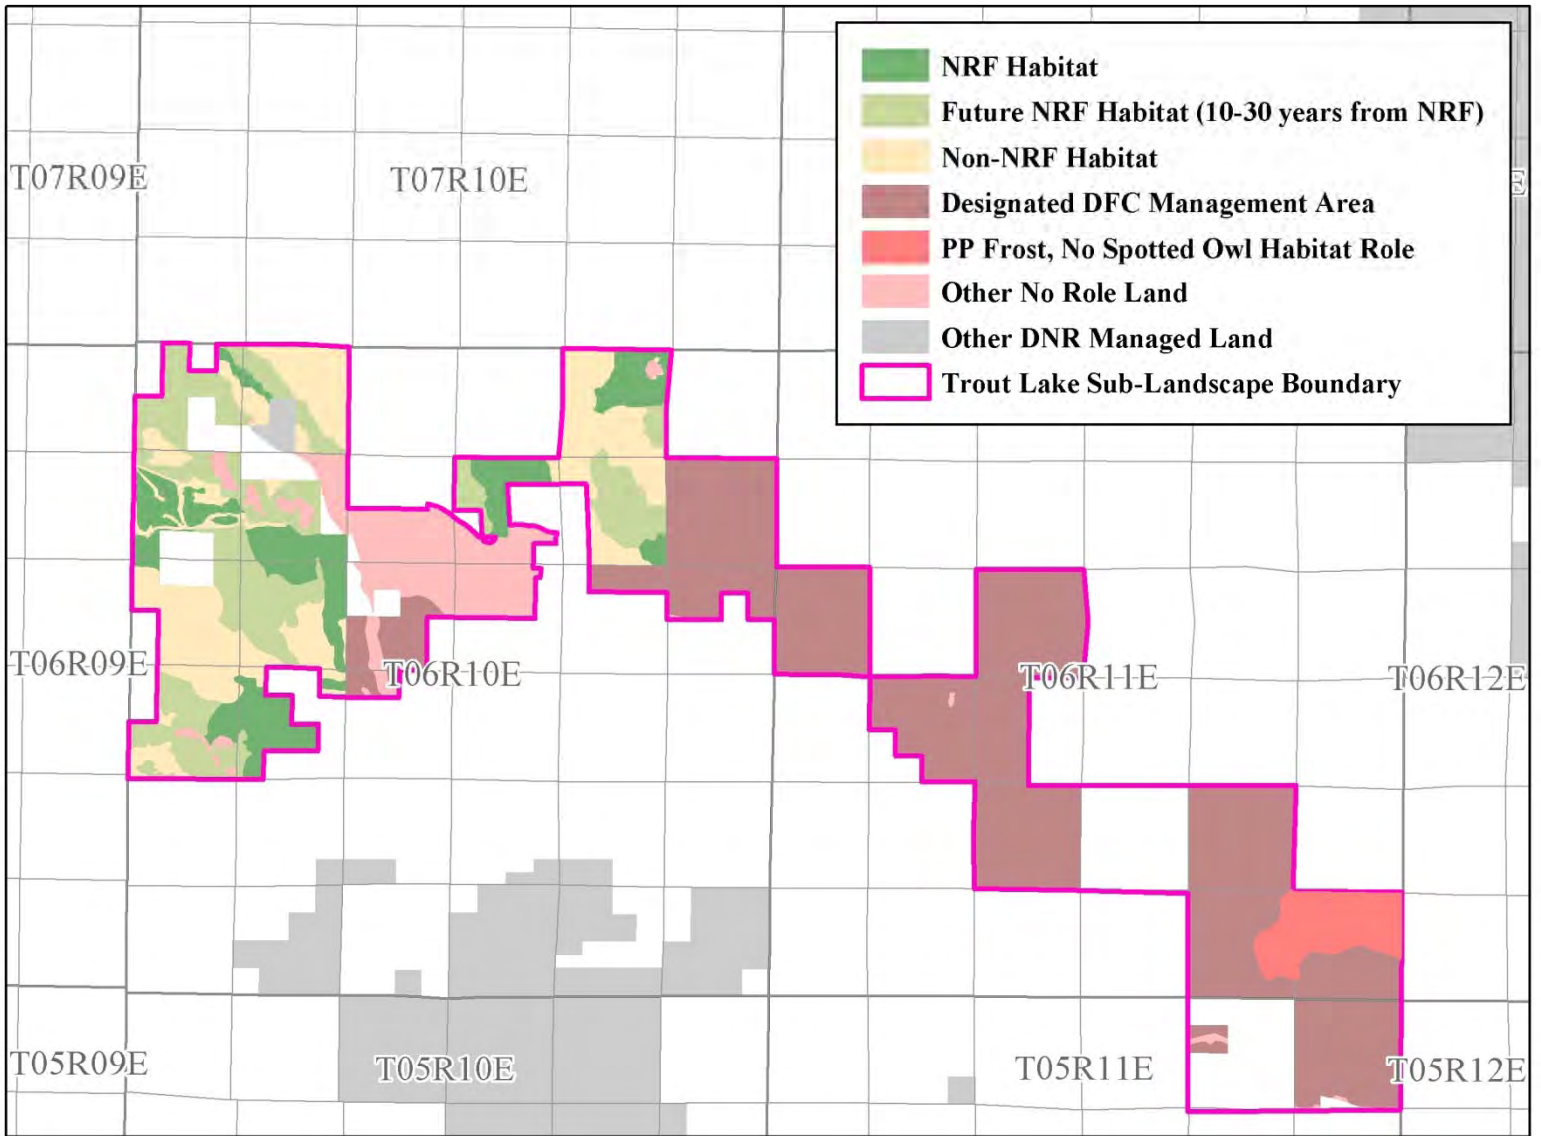 NRF Habitat
Future NRF Habitat (10-30 years from NRF)
Non-NRF Habitat
Designated DFC Management Area
PP Frost, No Spotted Owl Habitat Role
Other No Role Land
Other DNR Managed Land
Trout Lake Sub-Landscape Boundary
T07R09E
T07R10E
E
T06R09E
T06R10E
T06R11E
T06R12E
T05R09E
T05R10E
T05R11E
T05R12E